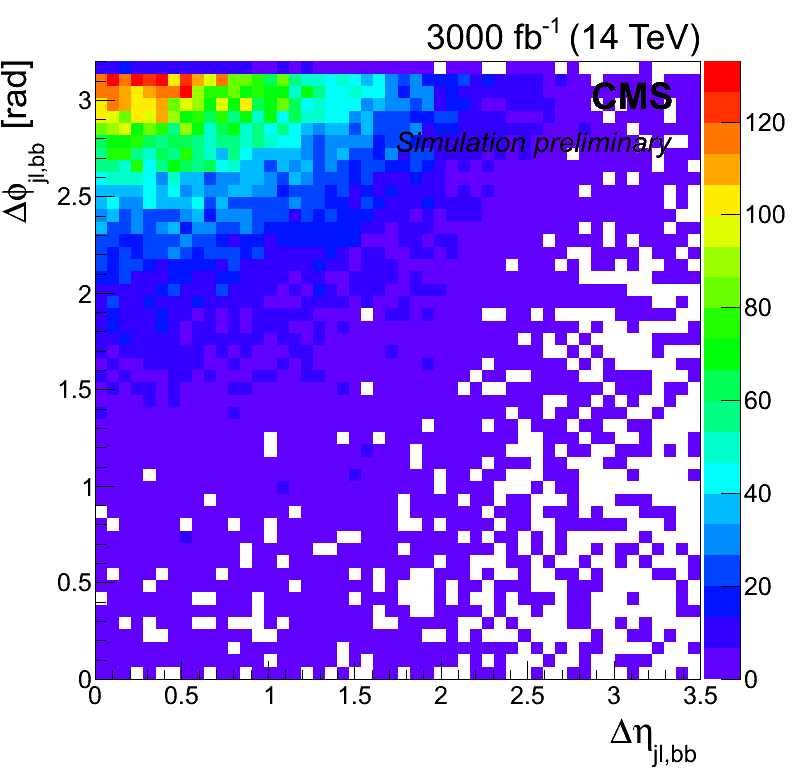 3000 fb⁻¹ (14 TeV)
CMS
Simulation preliminary
Δϕjl,bb [rad]
3
2.5
2
1.5
1
0.5
0
0 0.5 1 1.5 2 2.5 3 3.5
Δηjl,bb
120
100
80
60
40
20
0